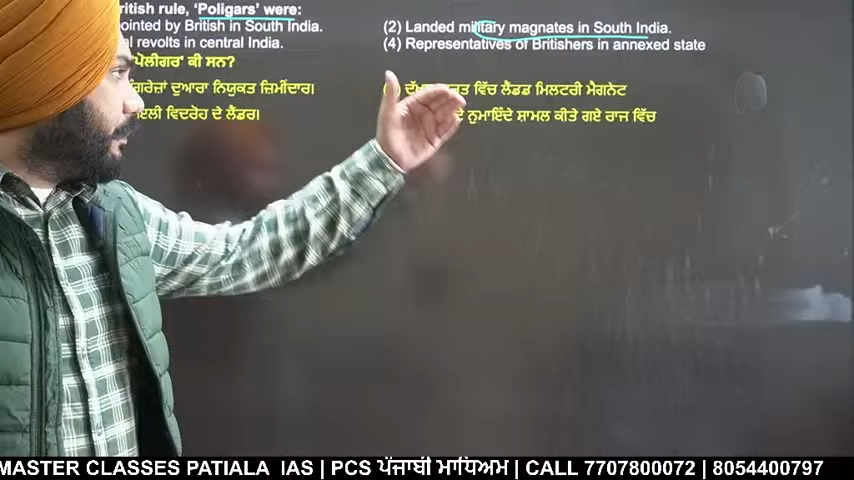 ritish rule, ‘Poligars’ were:
ointed by British in South India.
(2) Landed military magnates in South India.
al revolts in central India.
(4) Representatives of Britishers in annexed state
'ਪੋਲੀਗਰ' ਕੀ ਸਨ?
ਗਰੇਜ਼ਾਂ ਦੁਆਰਾ ਨਿਯੁਕਤ ਜ਼ਿਮੀਂਦਾਰ।
ਵਿੱਚ ਲੈਂਡਡ ਮਿਲਟਰੀ ਮੈਗਨੇਟ
ਵਿਦਰੋਹ ਦੇ ਲੈਂਡਰ।
ਦੇ ਨੁਮਾਇੰਦੇ ਸ਼ਾਮਲ ਕੀਤੇ ਗਏ ਰਾਜ ਵਿੱਚ
MASTER CLASSES PATIALA IAS | PCS ਪੰਜਾਬੀ ਮਾਧਿਅਮ | CALL 7707800072 | 8054400797